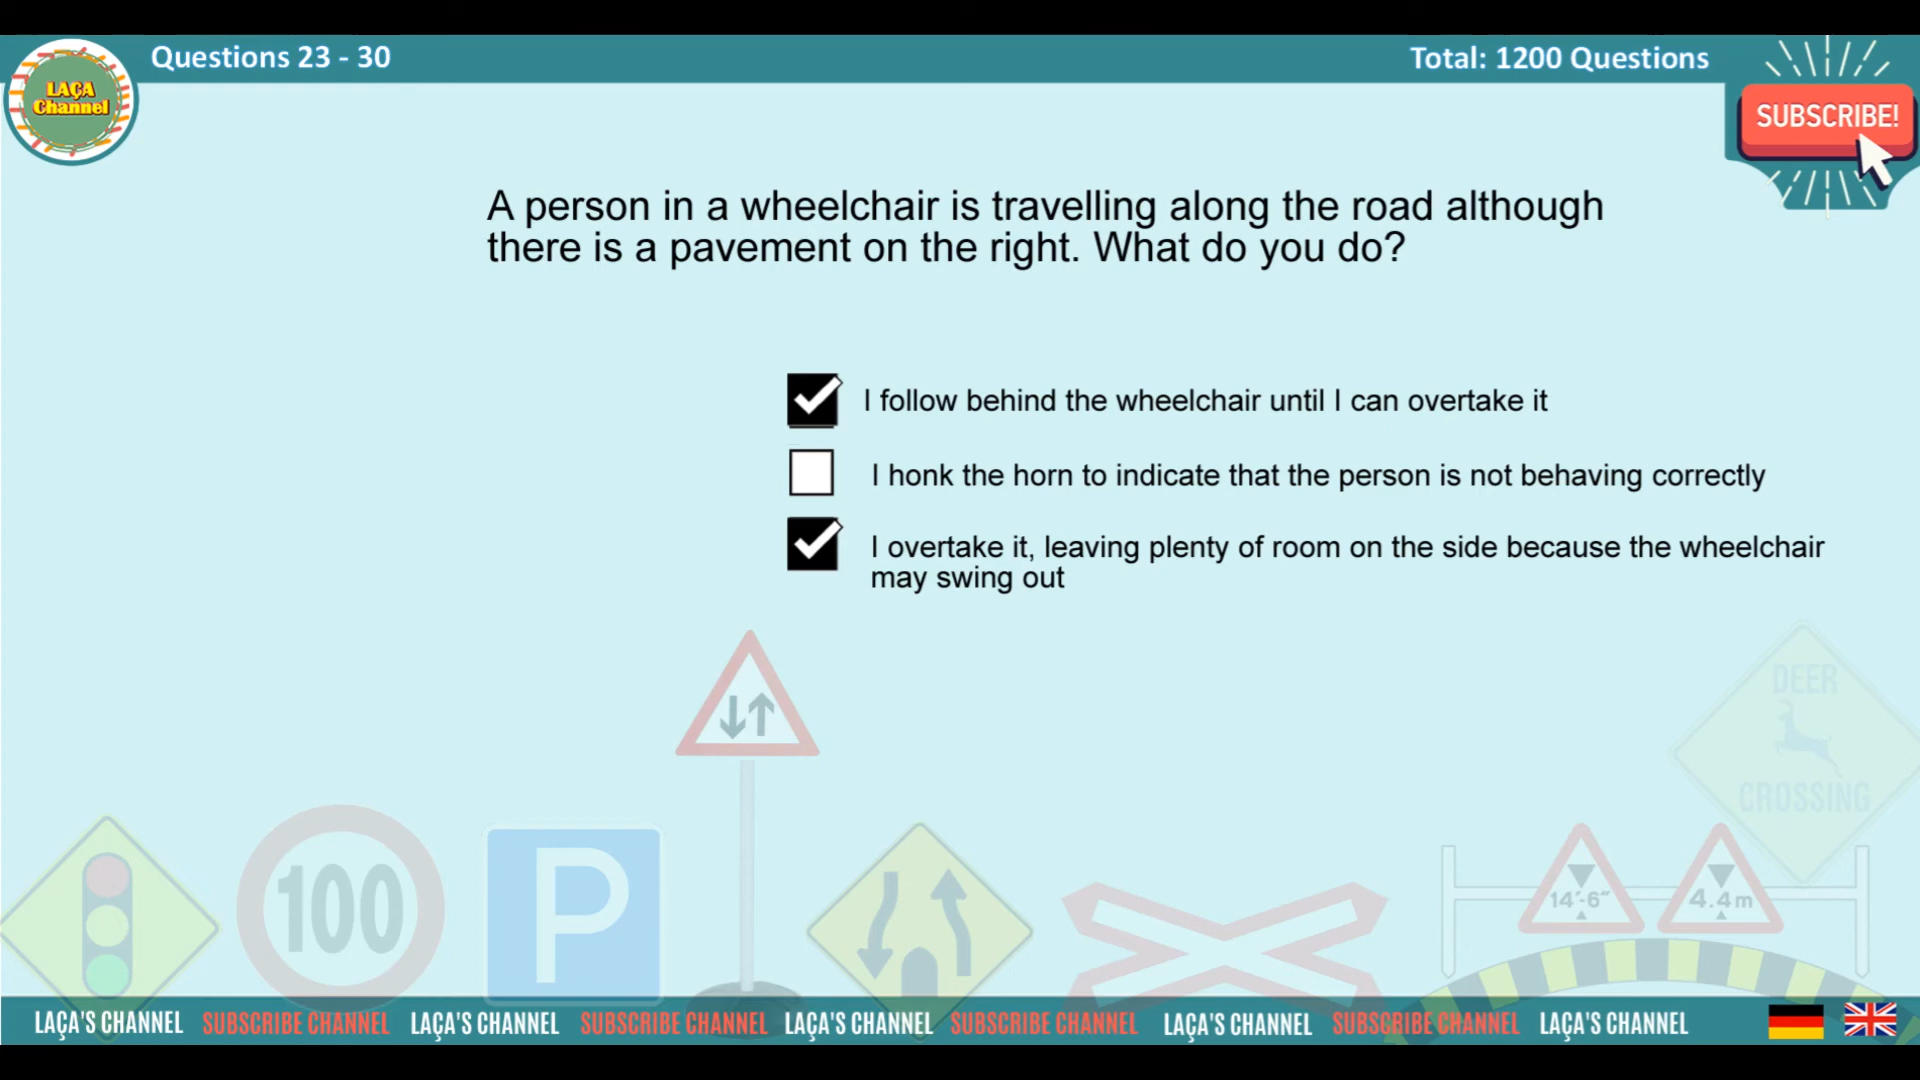 Questions 23 - 30
Total: 1200 Questions
LAÇA
Channel
SUBSCRIBE!
A person in a wheelchair is travelling along the road although
there is a pavement on the right. What do you do?
I follow behind the wheelchair until I can overtake it
I honk the horn to indicate that the person is not behaving correctly
I overtake it, leaving plenty of room on the side because the wheelchair
may swing out
DEER
CROSSING
100
P
14'-6"
4.4m
LAÇA'S CHANNEL SUBSCRIBE CHANNEL LAÇA'S CHANNEL SUBSCRIBE CHANNEL LAÇA'S CHANNEL SUBSCRIBE CHANNEL LAÇA'S CHANNEL SUBSCRIBE CHANNEL LAÇA'S CHANNEL